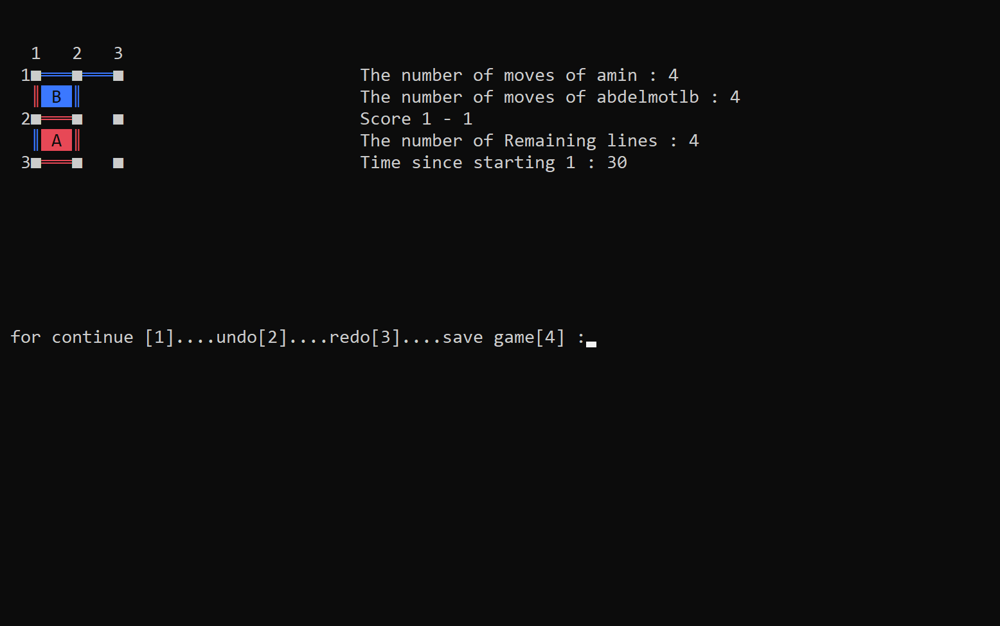 1 2 3
1■═══■═══■ The number of moves of amin : 4
║ B ║ The number of moves of abdelmotlb : 4
2■═══■ ■ Score 1 - 1
║ A ║ The number of Remaining lines : 4
3■═══■ ■ Time since starting 1 : 30
for continue [1]....undo[2]....redo[3]....save game[4] :